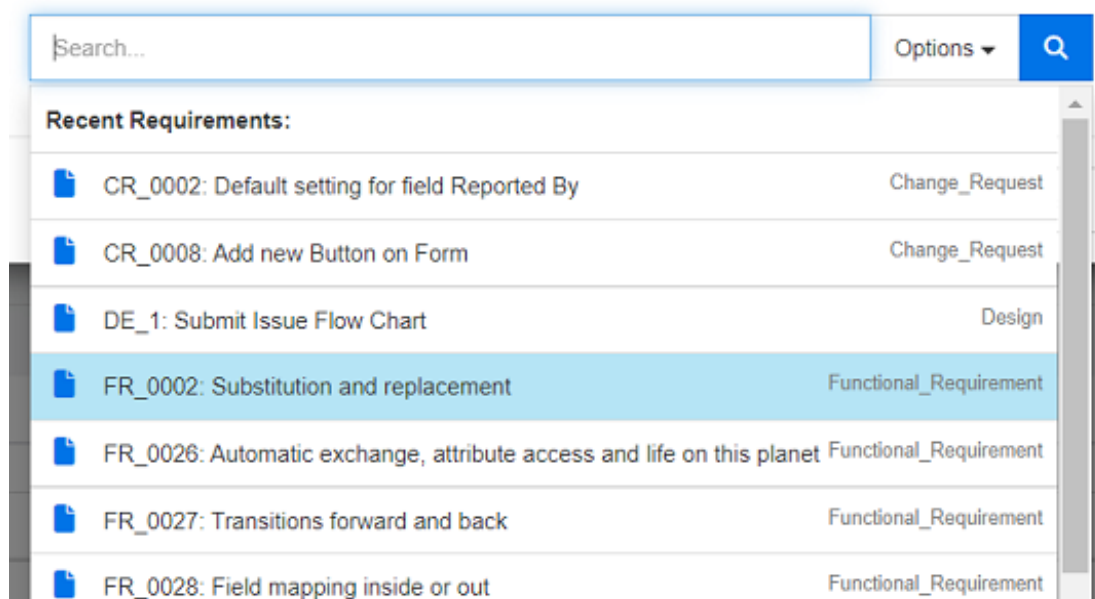 Search...
Options
Recent Requirements:
CR_0002: Default setting for field Reported By Change_Request
CR_0008: Add new Button on Form Change_Request
DE_1: Submit Issue Flow Chart Design
FR_0002: Substitution and replacement Functional_Requirement
FR_0026: Automatic exchange, attribute access and life on this planet Functional_Requirement
FR_0027: Transitions forward and back Functional_Requirement
FR_0028: Field mapping inside or out Functional_Requirement